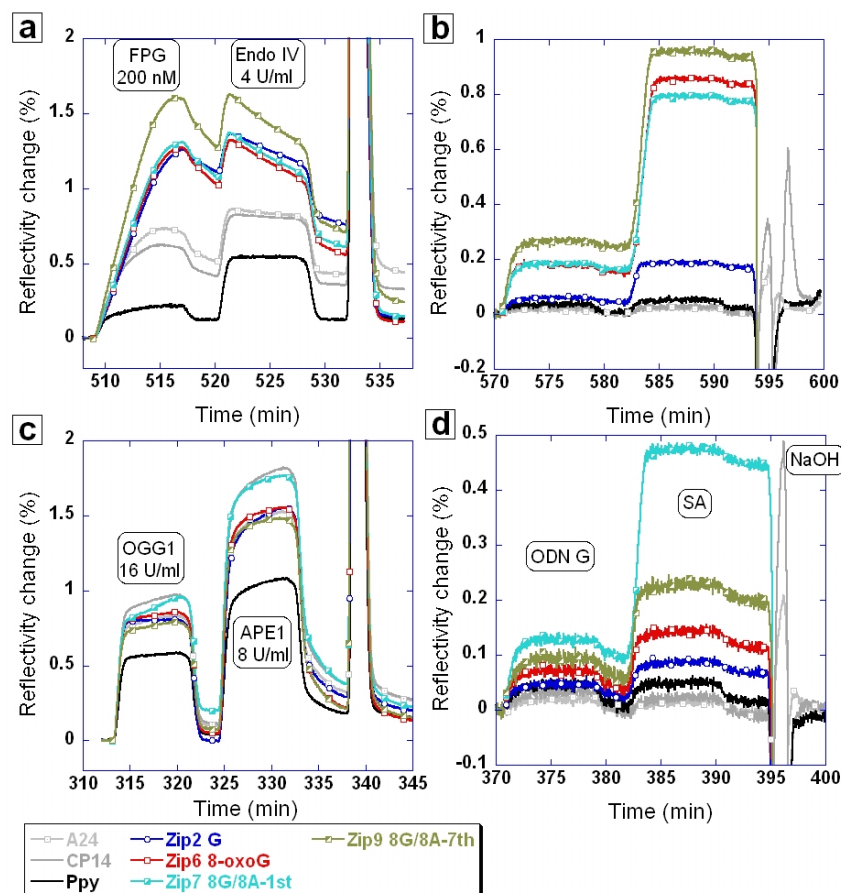 a
b
2
1.5
1
0.5
0
Reflectivity change (%)
FPG
200 nM
Endo IV
4 U/ml
510 515 520 525 530 535
Time (min)
1
0.8
0.6
0.4
0.2
0
-0.2
Reflectivity change (%)
570 575 580 585 590 595 600
Time (min)
c
2
1.5
1
0.5
0
Reflectivity change (%)
OGG1
16 U/ml
APE1
8 U/ml
310 315 320 325 330 335 340 345
Time (min)
d
0.5
0.4
0.3
0.2
0.1
0
-0.1
Reflectivity change (%)
ODN G
SA
NaOH
370 375 380 385 390 395 400
Time (min)
A24
CP14
Ppy
Zip2 G
Zip6 8-oxoG
Zip7 8G/8A-1st
Zip9 8G/8A-7th